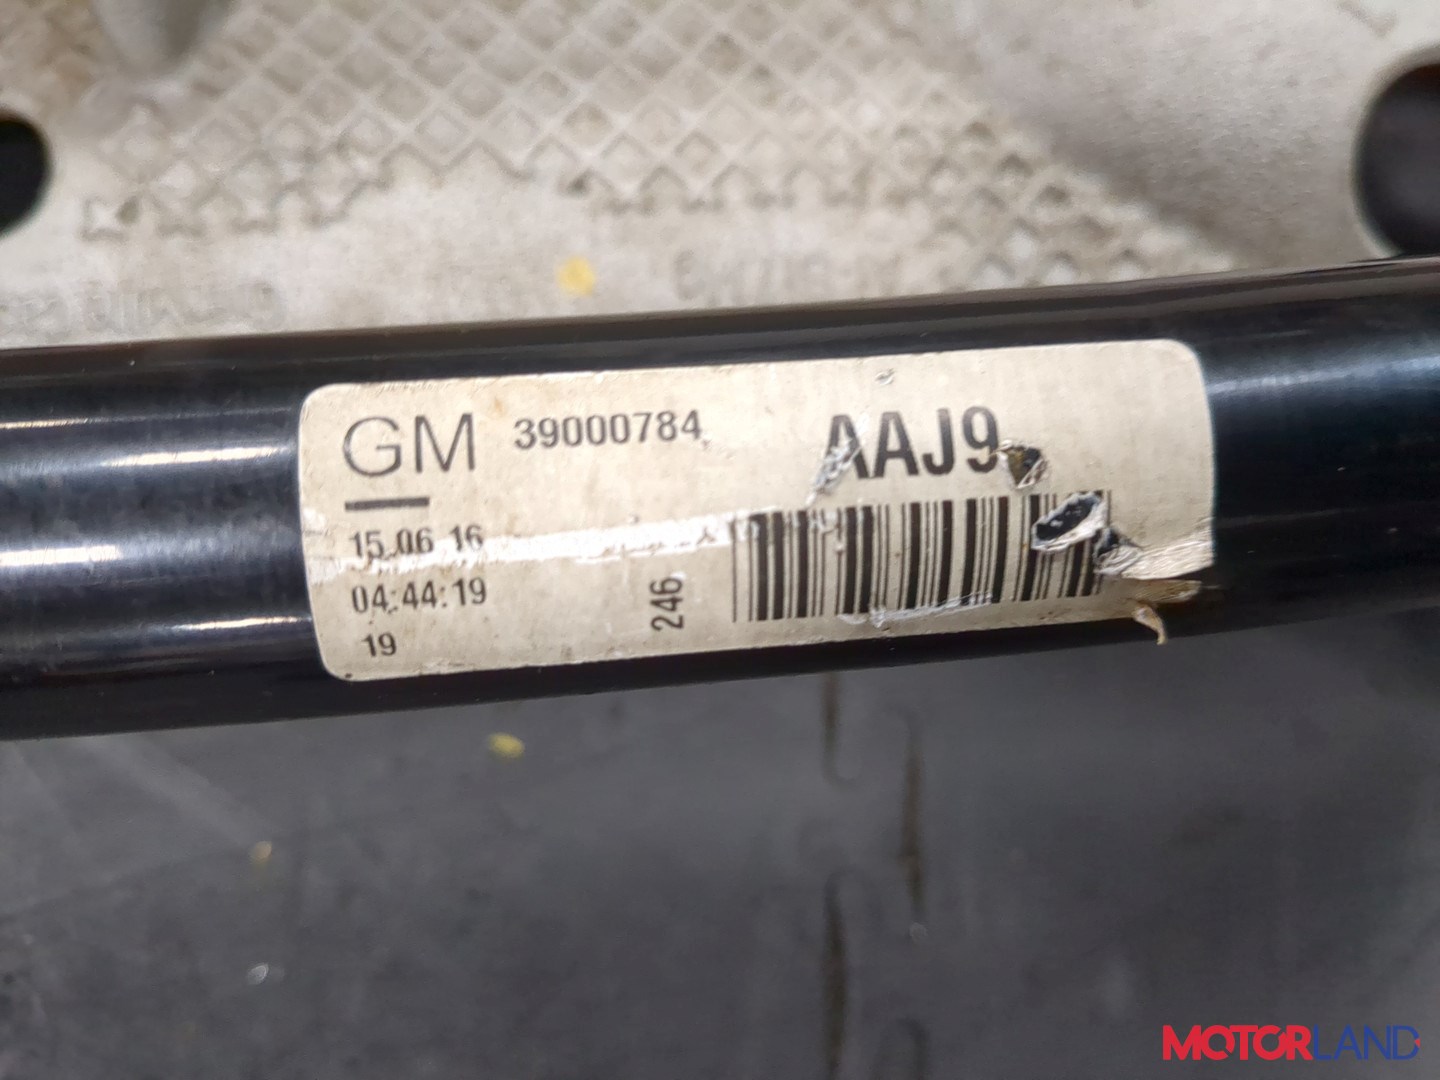 GM 39000784 AAJ9
15.06 16
04:44:19
19
246
MOTORLAND